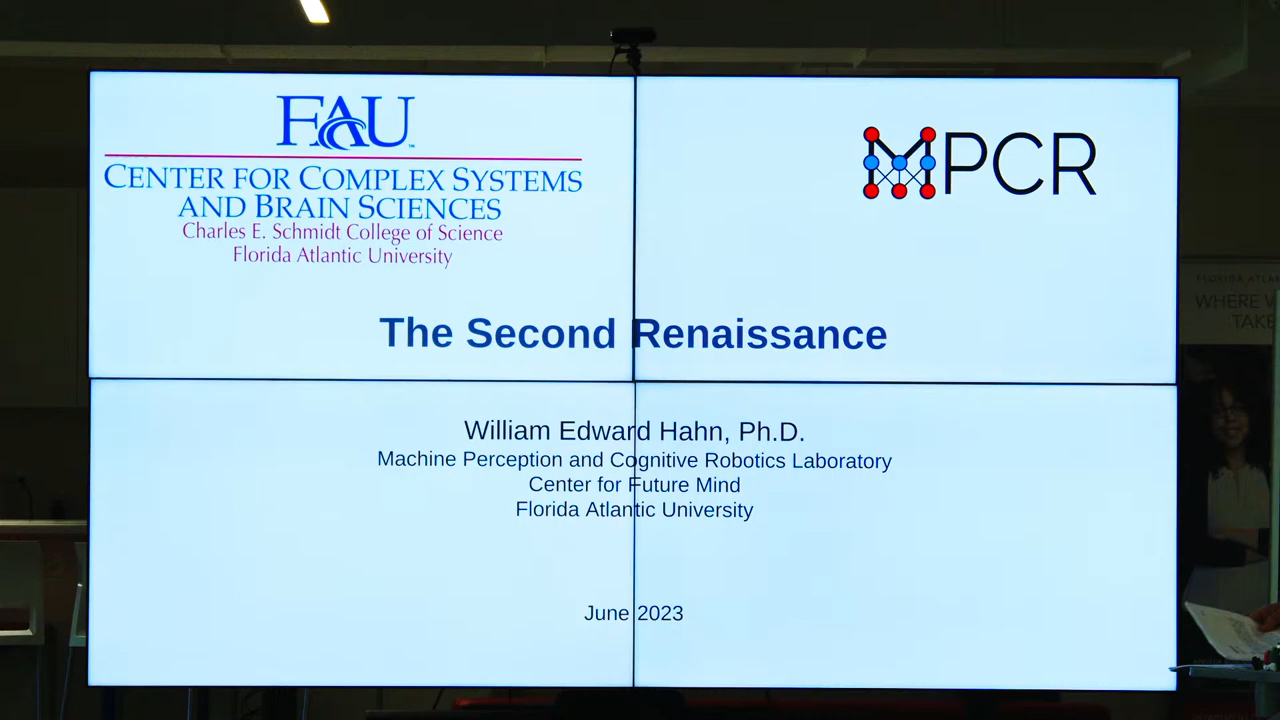 FAU
CENTER FOR COMPLEX SYSTEMS
AND BRAIN SCIENCES
Charles E. Schmidt College of Science
Florida Atlantic University
MPCR
The Second Renaissance
William Edward Hahn, Ph.D.
Machine Perception and Cognitive Robotics Laboratory
Center for Future Mind
Florida Atlantic University
June 2023
FLORIDA
WHERE
TAKE